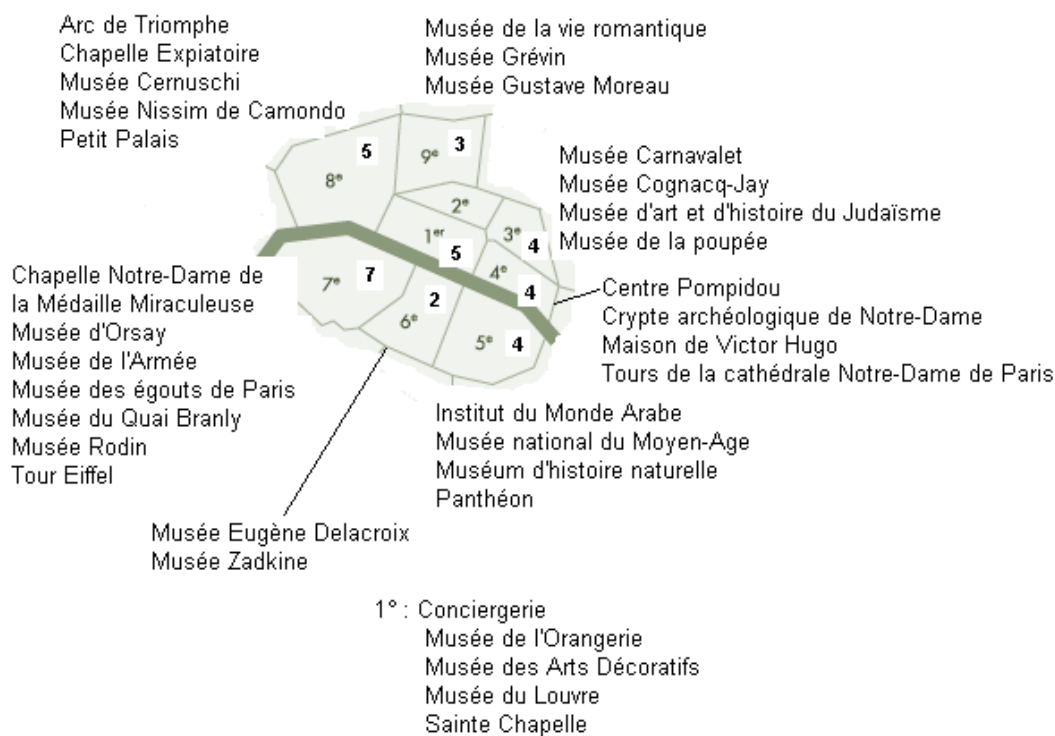 Arc de Triomphe
Chapelle Expiatoire
Musée Cernuschi
Musée Nissim de Camondo
Petit Palais
Musée de la vie romantique
Musée Grévin
Musée Gustave Moreau
5
8e
3
9e
2e
1er
5
3e
4
4e
4
7e
7
2
6e
5e
4
Musée Carnavalet
Musée Cognacq-Jay
Musée d'art et d'histoire du Judaïsme
Musée de la poupée
Chapelle Notre-Dame de
la Médaille Miraculeuse
Musée d'Orsay
Musée de l'Armée
Musée des égouts de Paris
Musée du Quai Branly
Musée Rodin
Tour Eiffel
Centre Pompidou
Crypte archéologique de Notre-Dame
Maison de Victor Hugo
Tours de la cathédrale Notre-Dame de Paris
Institut du Monde Arabe
Musée national du Moyen-Age
Muséum d'histoire naturelle
Panthéon
Musée Eugène Delacroix
Musée Zadkine
1° : Conciergerie
Musée de l'Orangerie
Musée des Arts Décoratifs
Musée du Louvre
Sainte Chapelle